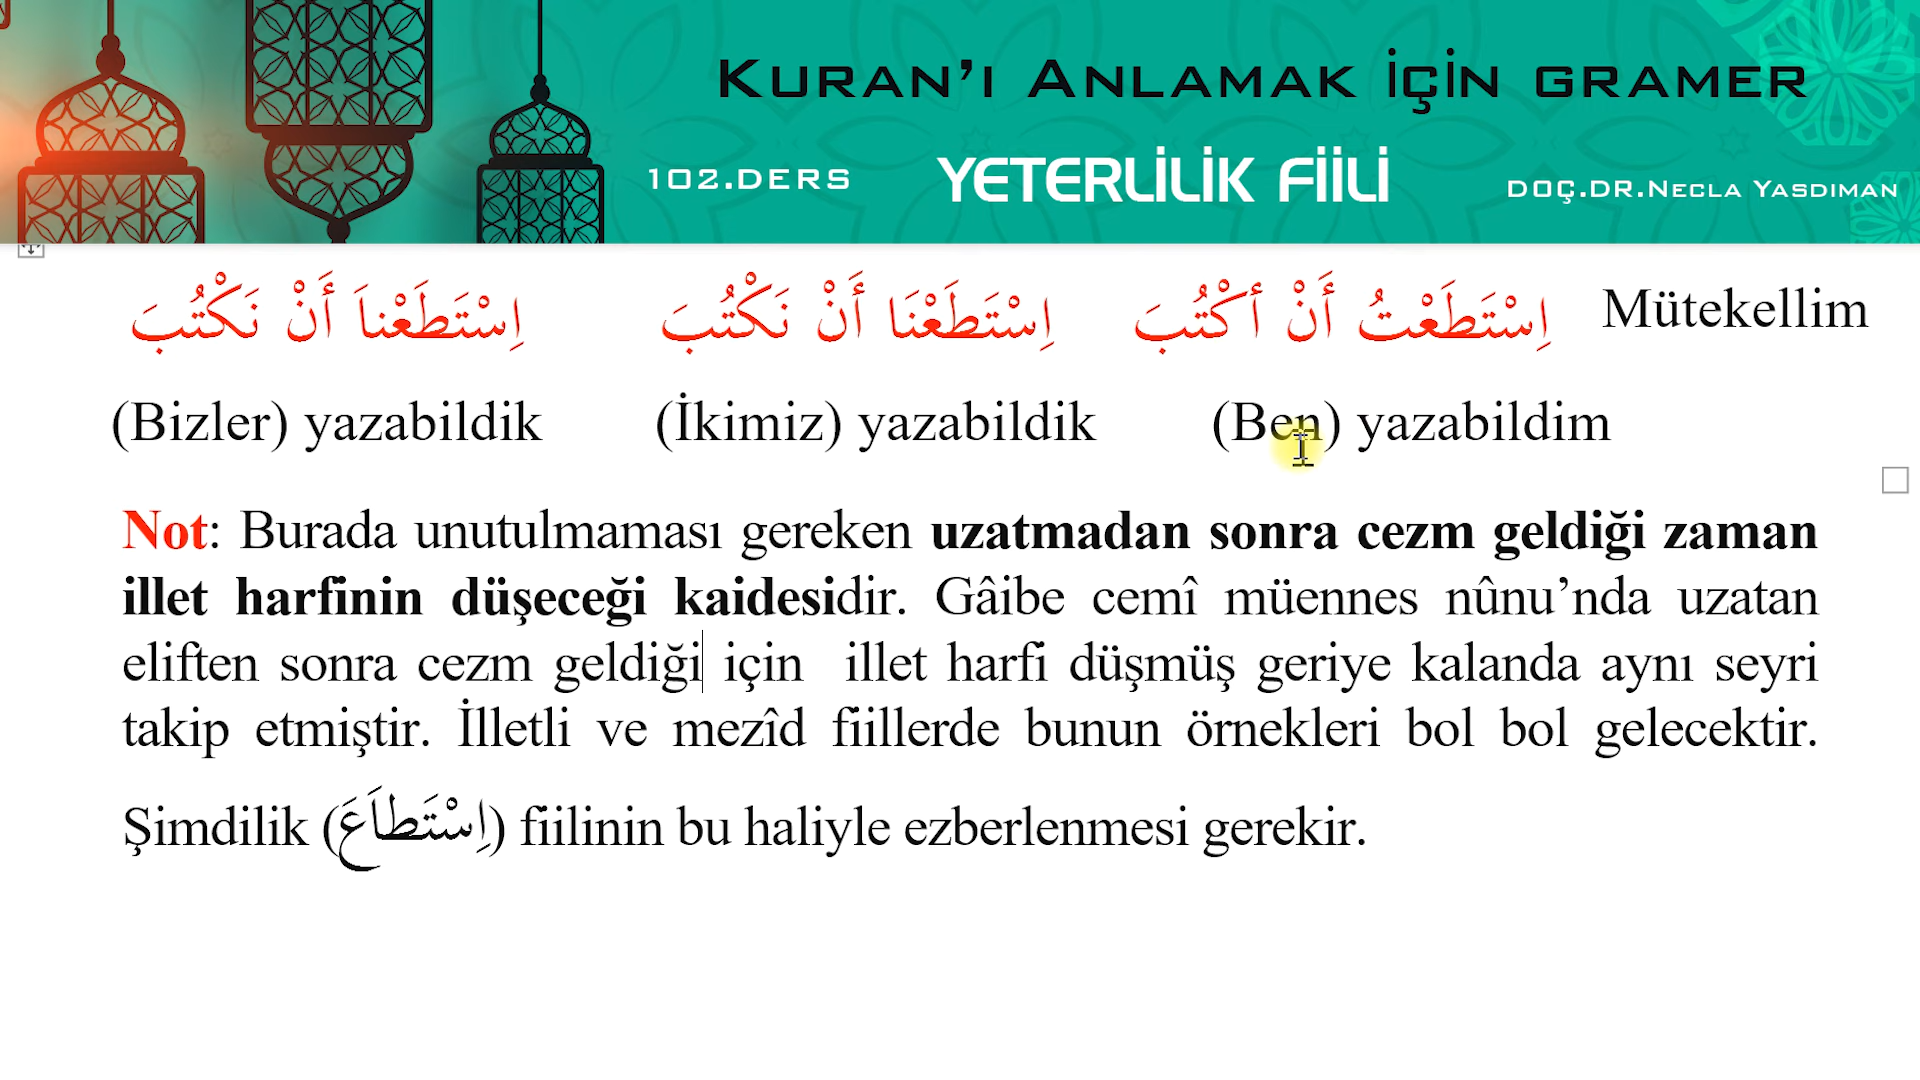 KURAN'I ANLAMAK İÇİN GRAMER
102.DERS YETERLİLİK FİİLİ DOÇ.DR.NECLA YASDIMAN
Mütekellim اِسْتَطَعْتُ أَنْ أكْتُبَ اِسْتَطَعْنَا أَنْ نَكْتُبَ اِسْتَطَعْناَ أَنْ نَكْتُبَ
(Bizler) yazabildik (İkimiz) yazabildik (Ben) yazabildim
Not: Burada unutulmaması gereken uzatmadan sonra cezm geldiği zaman
illet harfinin düşeceği kaidesidir. Gâibe cemî müennes nûnu’nda uzatan
eliften sonra cezm geldiği için illet harfi düşmüş geriye kalanda aynı seyri
takip etmiştir. İlletli ve mezîd fiillerde bunun örnekleri bol bol gelecektir.
Şimdilik (اِسْتَطاَعَ) fiilinin bu haliyle ezberlenmesi gerekir.